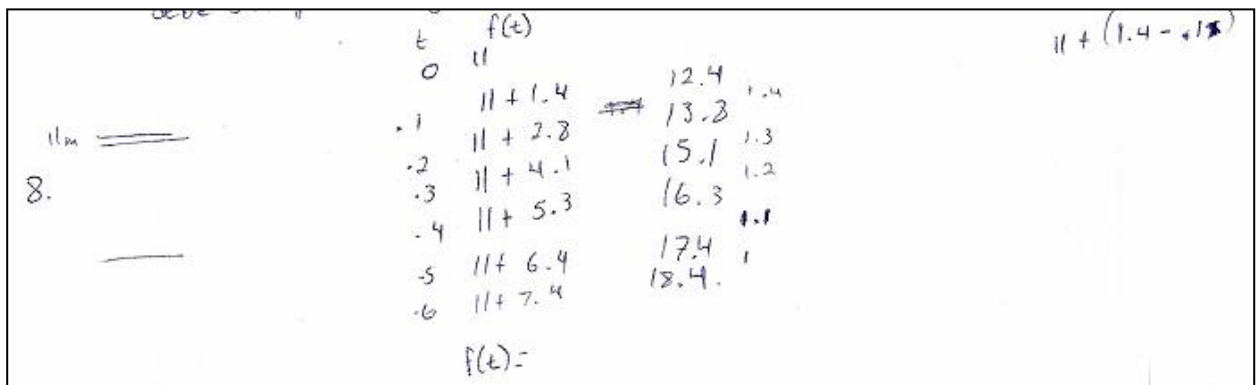 t f(t)
11 + (1.4 - .1
0 11
11 + 1.4 12.4
.1 11 + 2.8 13.8 1.4
11m
.2 11 + 4.1 15.1 1.3
8. .3 11 + 5.3 16.3 1.2
.4 1.1
.5 11+ 6.4 17.4 1
.6 11+ 7.4 18.4.
f(t)=